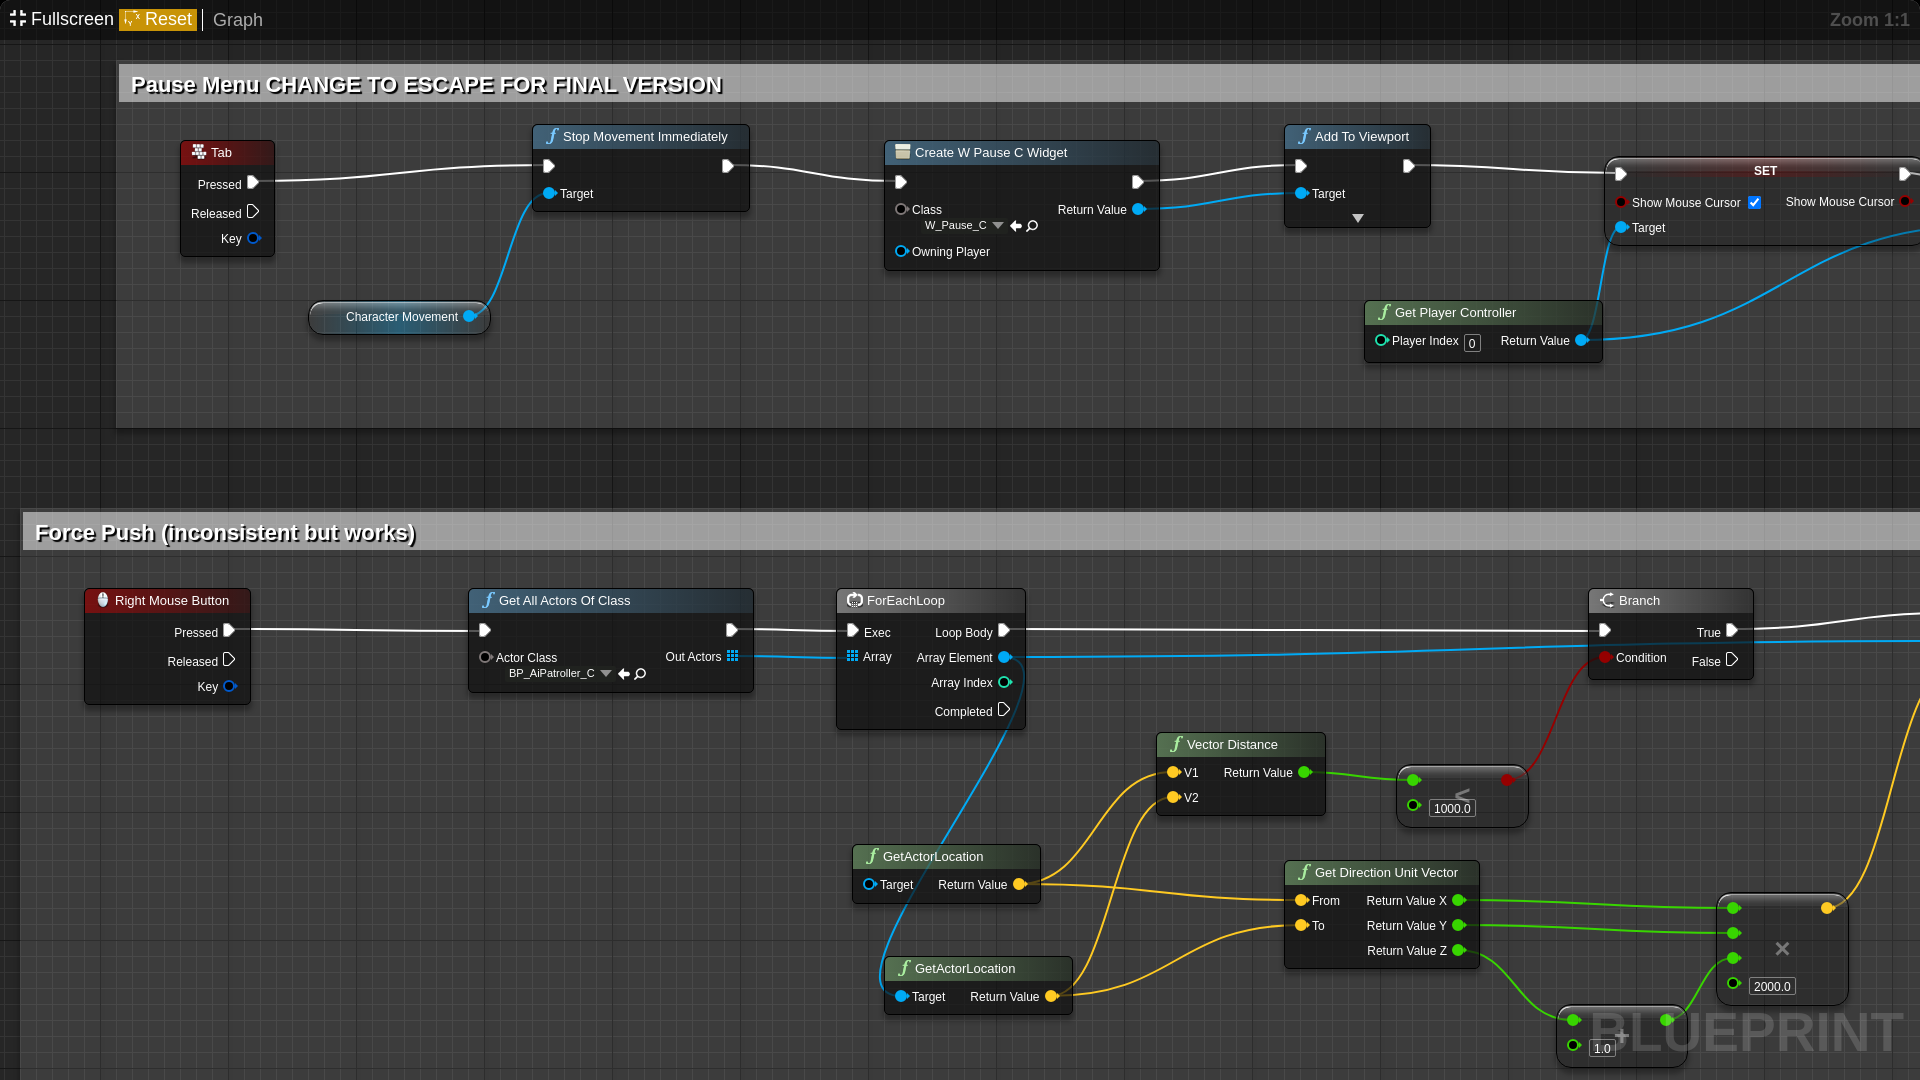 Fullscreen Reset Graph Zoom 1:1
Pause Menu CHANGE TO ESCAPE FOR FINAL VERSION
Tab
Pressed
Released
Key
Character Movement
Stop Movement Immediately
Target
Create W Pause C Widget
Class Return Value
W_Pause_C
Owning Player
Add To Viewport
Target
SET
Show Mouse Cursor Show Mouse Cursor
Target
Get Player Controller
Player Index 0 Return Value
Force Push (inconsistent but works)
Right Mouse Button
Pressed
Released
Key
Get All Actors Of Class
Actor Class Out Actors
BP_AiPatroller_C
ForEachLoop
Exec Loop Body
Array Array Element
Array Index
Completed
Branch
True
Condition False
Vector Distance
V1 Return Value
V2
<
1000.0
GetActorLocation
Target Return Value
Get Direction Unit Vector
From Return Value X
To Return Value Y
Return Value Z
GetActorLocation
Target Return Value
×
2000.0
+
1.0
BLUEPRINT